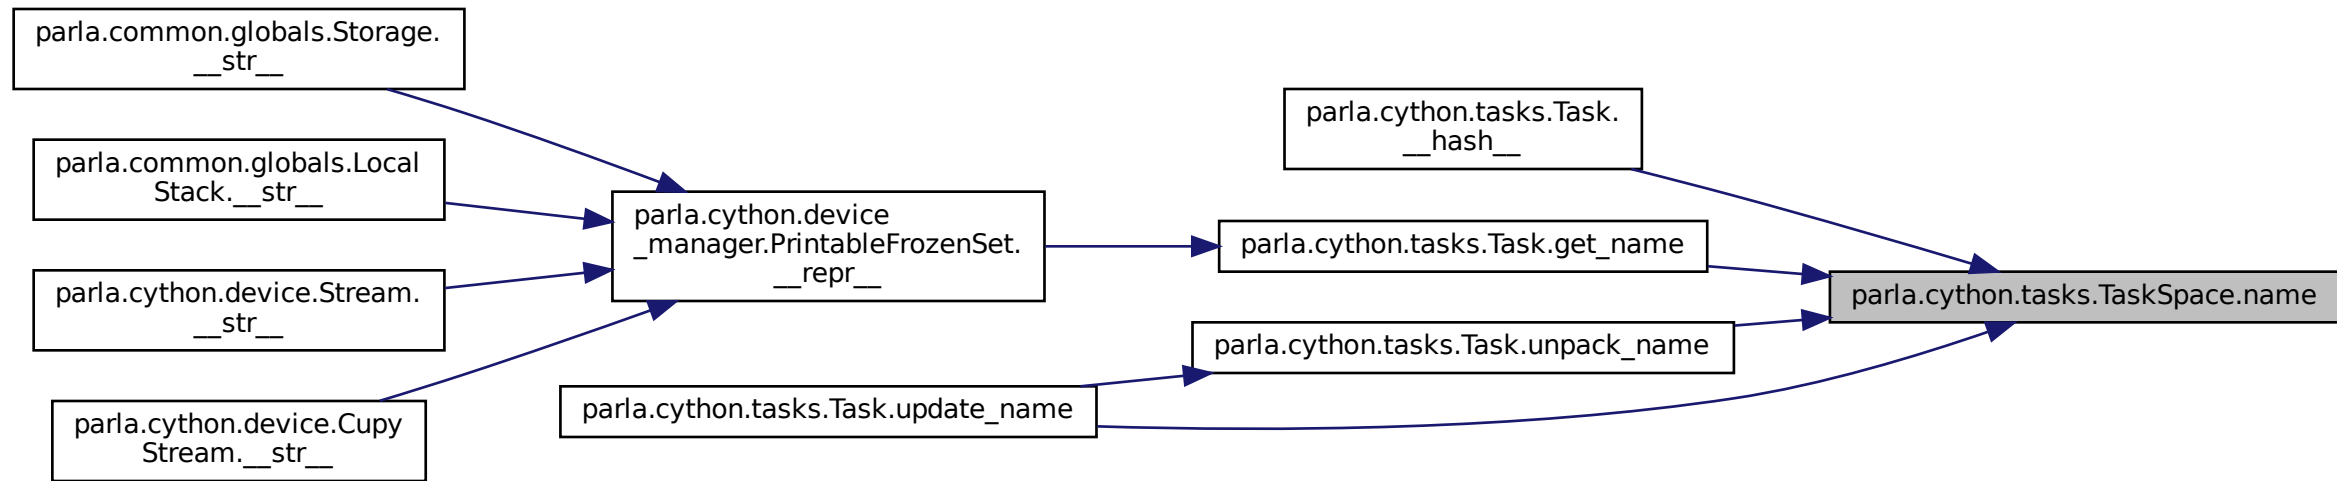 parla.common.globals.Storage.
__str__
parla.common.globals.Local
Stack.__str__
parla.cython.device.Stream.
__str__
parla.cython.device.Cupy
Stream.__str__
parla.cython.device
_manager.PrintableFrozenSet.
__repr__
parla.cython.tasks.Task.update_name
parla.cython.tasks.Task.
__hash__
parla.cython.tasks.Task.get_name
parla.cython.tasks.Task.unpack_name
parla.cython.tasks.TaskSpace.name